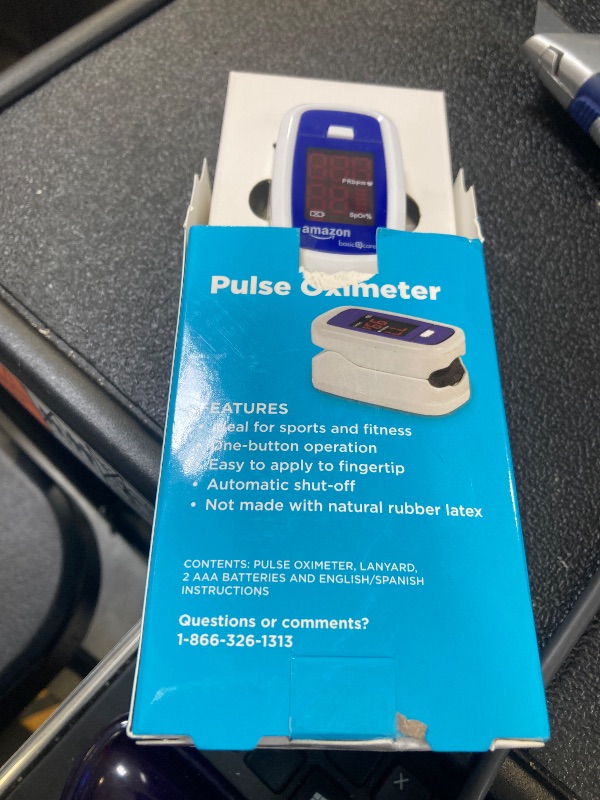 PRbpm
SpO2%
amazon
basic care
Pulse Oximeter
FEATURES
Ideal for sports and fitness
One-button operation
Easy to apply to fingertip
• Automatic shut-off
• Not made with natural rubber latex
CONTENTS: PULSE OXIMETER, LANYARD,
2 AAA BATTERIES AND ENGLISH/SPANISH
INSTRUCTIONS
Questions or comments?
1-866-326-1313